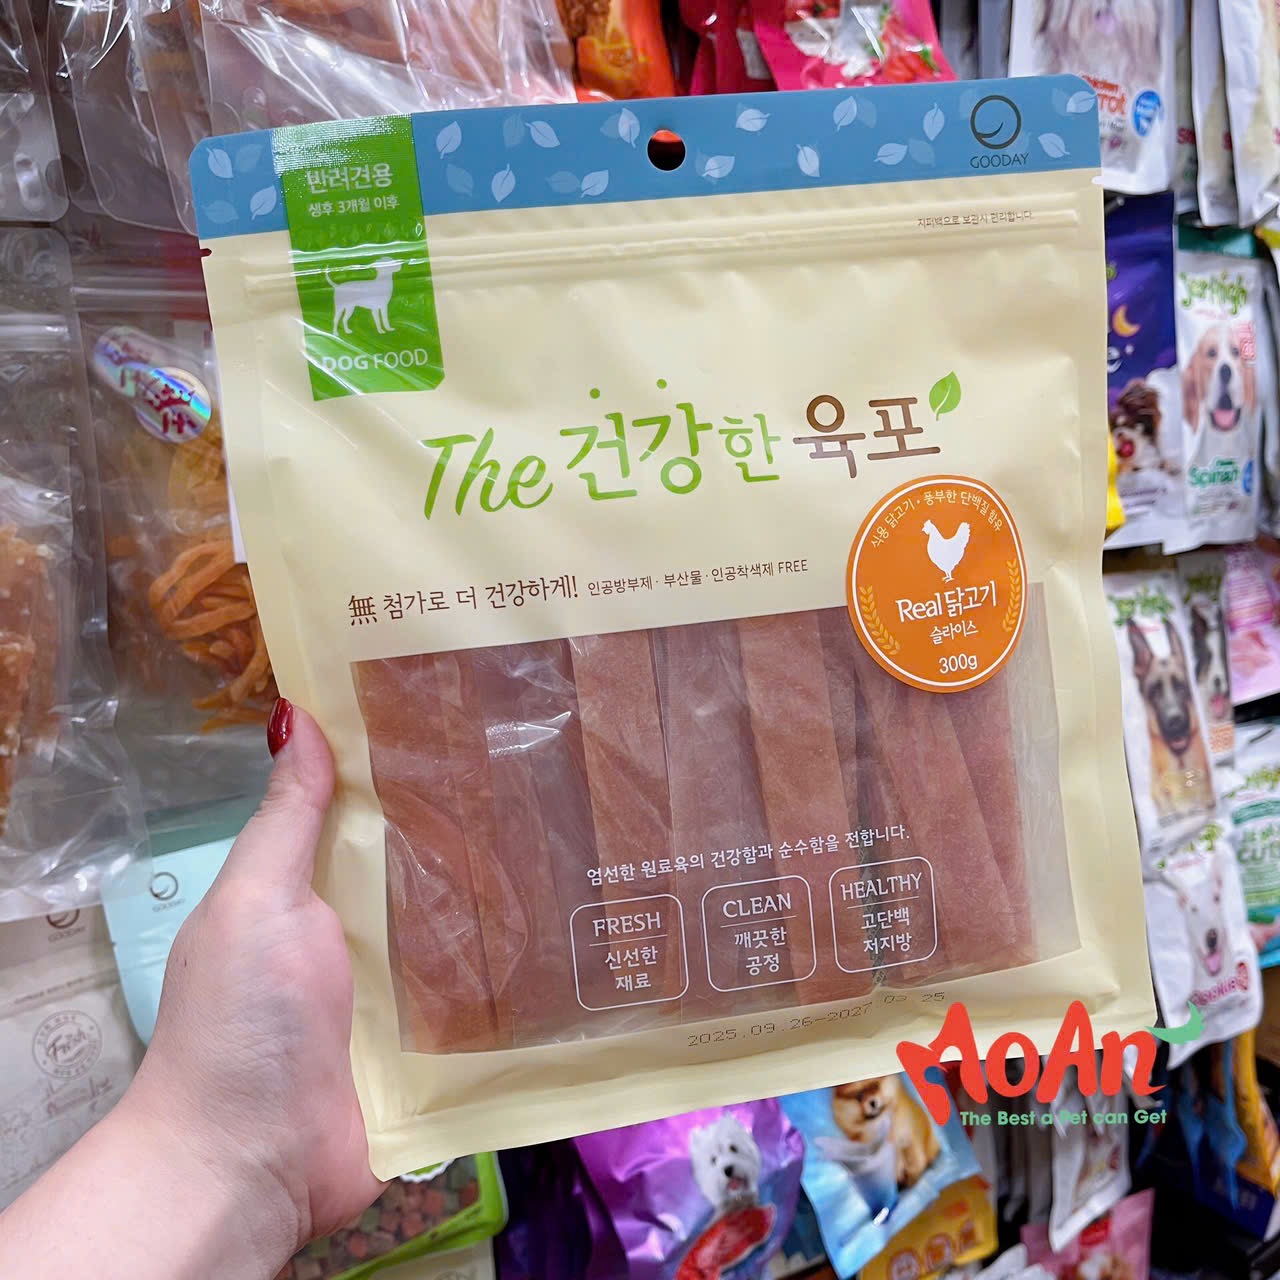 GOODAY
반려견용
생후 3개월 이후
DOG FOOD
지퍼백으로 보관시 편리합니다.
The 건강한 육포
식용 닭고기 · 풍부한 단백질 함유
Real 닭고기
슬라이스
300g
無 첨가로 더 건강하게! 인공방부제 · 부산물 · 인공착색제 FREE
엄선한 원료육의 건강함과 순수함을 전합니다.
FRESH
신선한
재료
CLEAN
깨끗한
공정
HEALTHY
고단백
저지방
2025.09.26-2027 03 25
MOAN
The Best a Pet can Get
GOODAY
GOODAY
Fresh